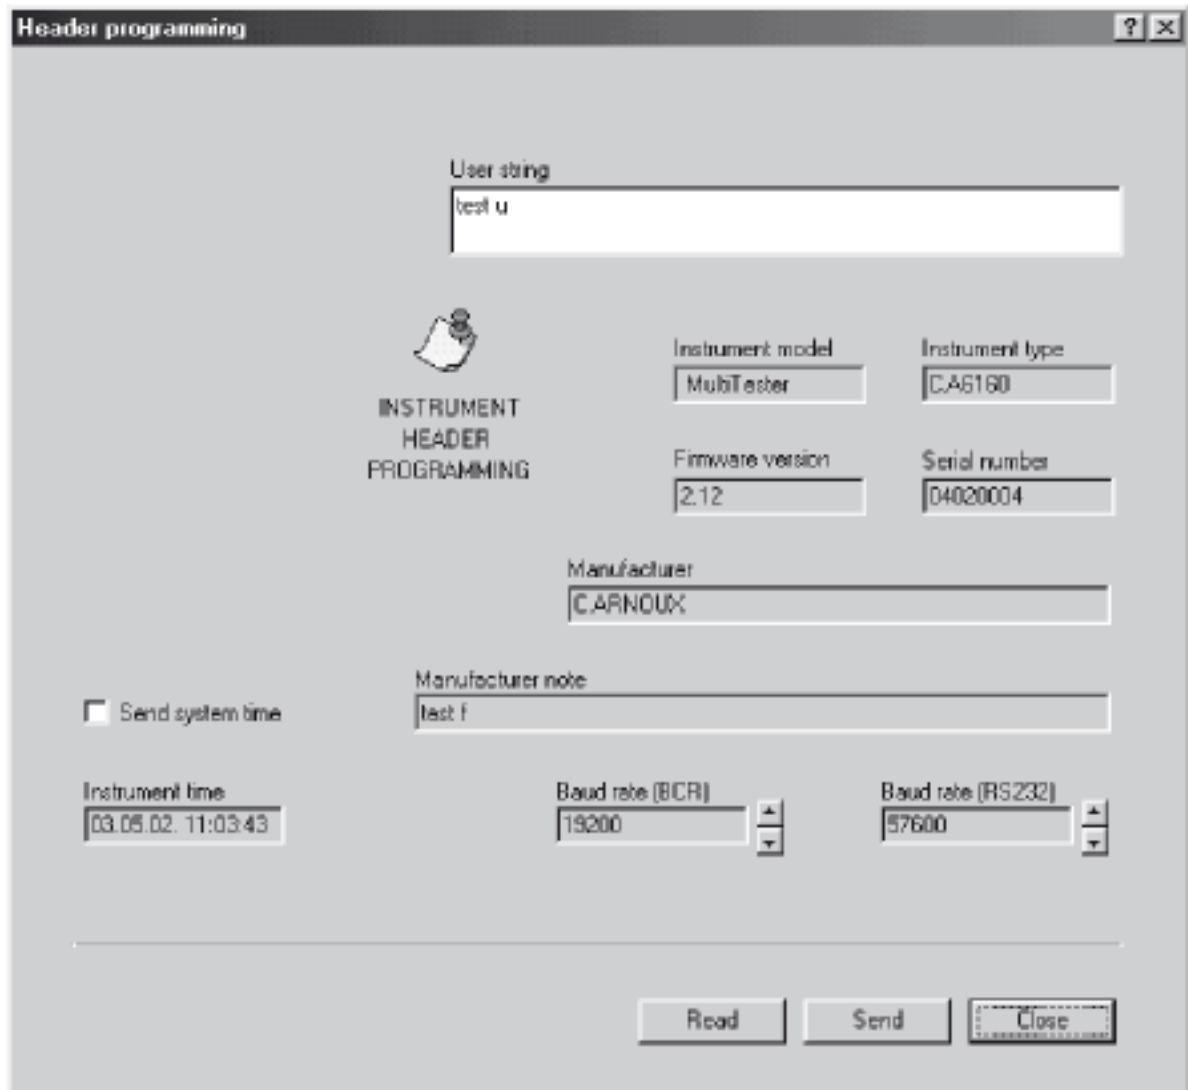 Header programming
User string
test u
INSTRUMENT
HEADER
PROGRAMMING
Instrument model
MultiTester
Instrument type
C.A6160
Firmware version
2.12
Serial number
04020004
Manufacturer
C.ARNOUX
Manufacturer note
test f
Send system time
Instrument time
03.05.02. 11:03:43
Baud rate (BCR)
19200
Baud rate (RS232)
57600
Read
Send
Close